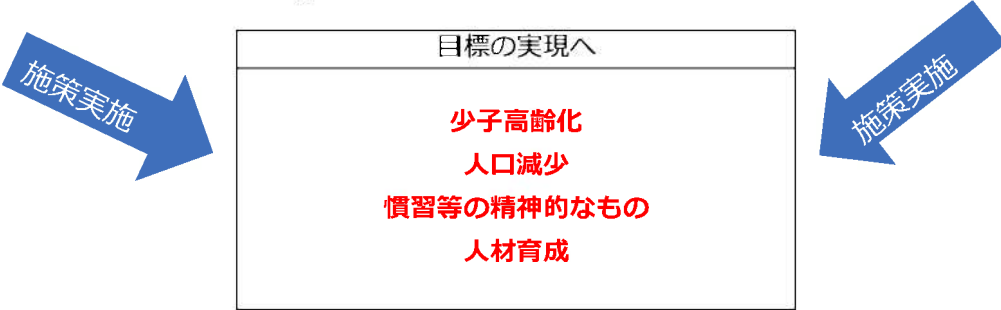 目標の実現へ
施策実施
施策実施
少子高齢化
人口減少
慣習等の精神的なもの
人材育成